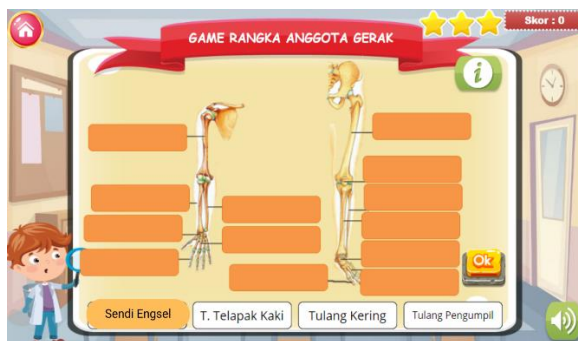 GAME RANGKA ANGGOTA GERAK
Skor : 0
i
Ok
Sendi Engsel
T. Telapak Kaki
Tulang Kering
Tulang Pengumpil